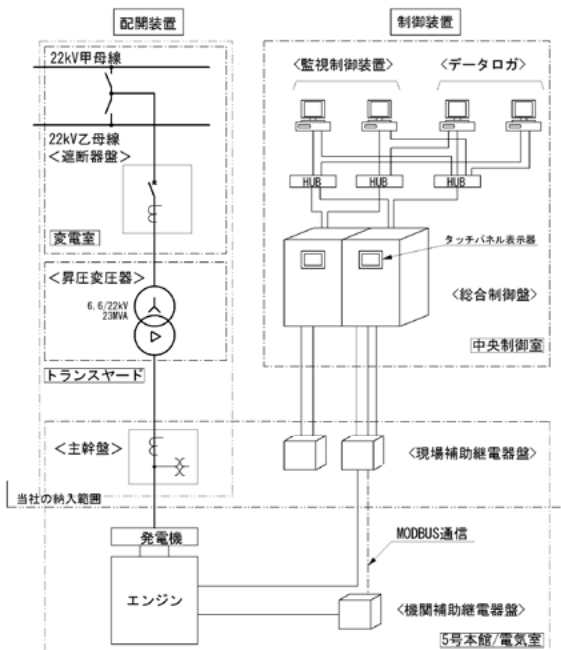 配開装置
制御装置
22kV甲母線
22kV乙母線
<遮断器盤>
変電室
<昇圧変圧器>
6.6/22kV
23MVA
トランスヤード
<主幹盤>
当社の納入範囲
発電機
エンジン
<監視制御装置>
<データロガ>
HUB
HUB
HUB
タッチパネル表示器
<総合制御盤>
中央制御室
<現場補助継電器盤>
MODBUS通信
<機関補助継電器盤>
5号本館/電気室